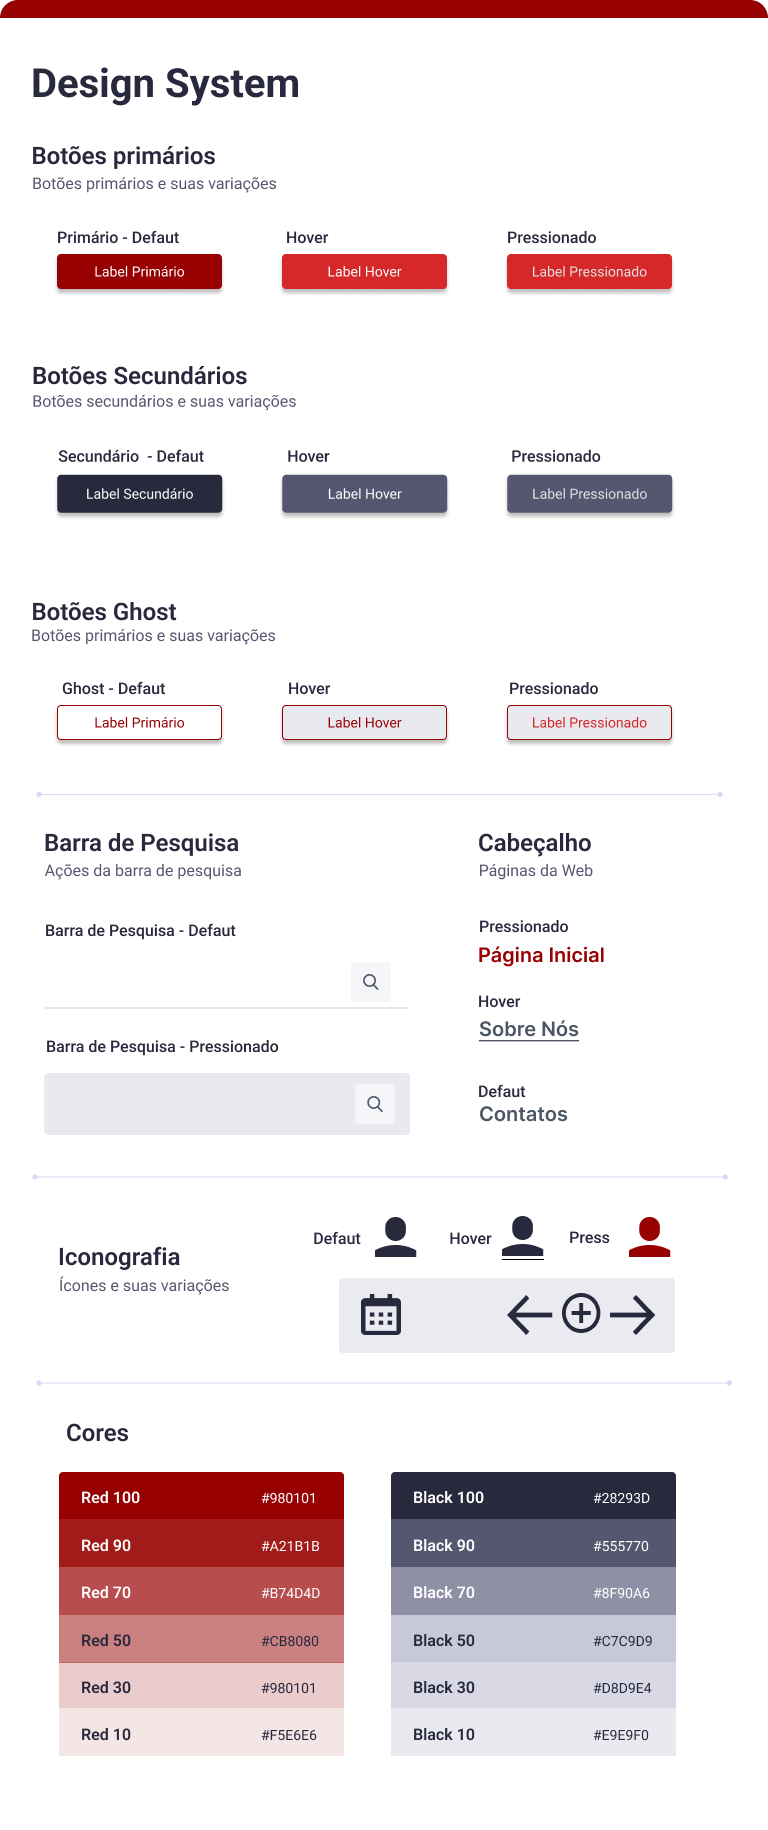 Design System
Botões primários
Botões primários e suas variações
Primário - Defaut
Hover
Pressionado
Label Primário
Label Hover
Label Pressionado
Botões Secundários
Botões secundários e suas variações
Secundário - Defaut
Hover
Pressionado
Label Secundário
Label Hover
Label Pressionado
Botões Ghost
Botões primários e suas variações
Ghost - Defaut
Hover
Pressionado
Label Primário
Label Hover
Label Pressionado
Barra de Pesquisa
Ações da barra de pesquisa
Barra de Pesquisa - Defaut
Barra de Pesquisa - Pressionado
Cabeçalho
Páginas da Web
Pressionado
Página Inicial
Hover
Sobre Nós
Defaut
Contatos
Iconografia
Ícones e suas variações
Defaut
Hover
Press
Cores
Red 100 #980101
Red 90 #A21B1B
Red 70 #B74D4D
Red 50 #CB8080
Red 30 #980101
Red 10 #F5E6E6
Black 100 #28293D
Black 90 #555770
Black 70 #8F90A6
Black 50 #C7C9D9
Black 30 #D8D9E4
Black 10 #E9E9F0